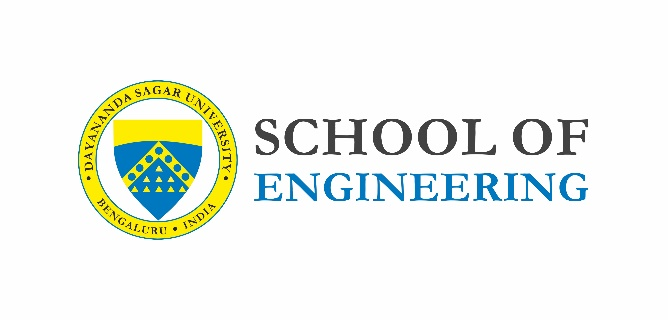 • DAYANANDA SAGAR UNIVERSITY •
BENGALURU • INDIA
SCHOOL OF
ENGINEERING